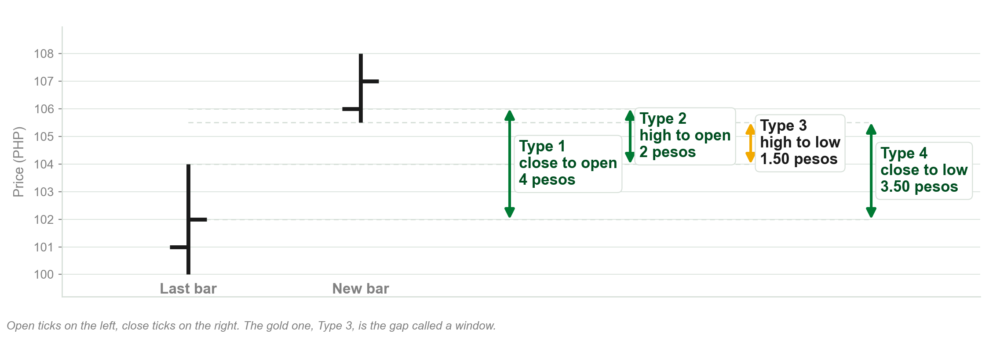 108
107
106
105
104
103
102
101
100
Price (PHP)
Last bar
New bar
Type 1
close to open
4 pesos
Type 2
high to open
2 pesos
Type 3
high to low
1.50 pesos
Type 4
close to low
3.50 pesos
Open ticks on the left, close ticks on the right. The gold one, Type 3, is the gap called a window.